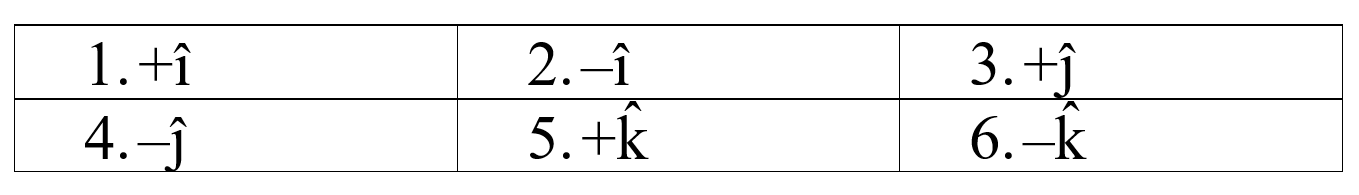 1. +î 2. –î 3. +ĵ
4. –ĵ 5. +k̂ 6. –k̂